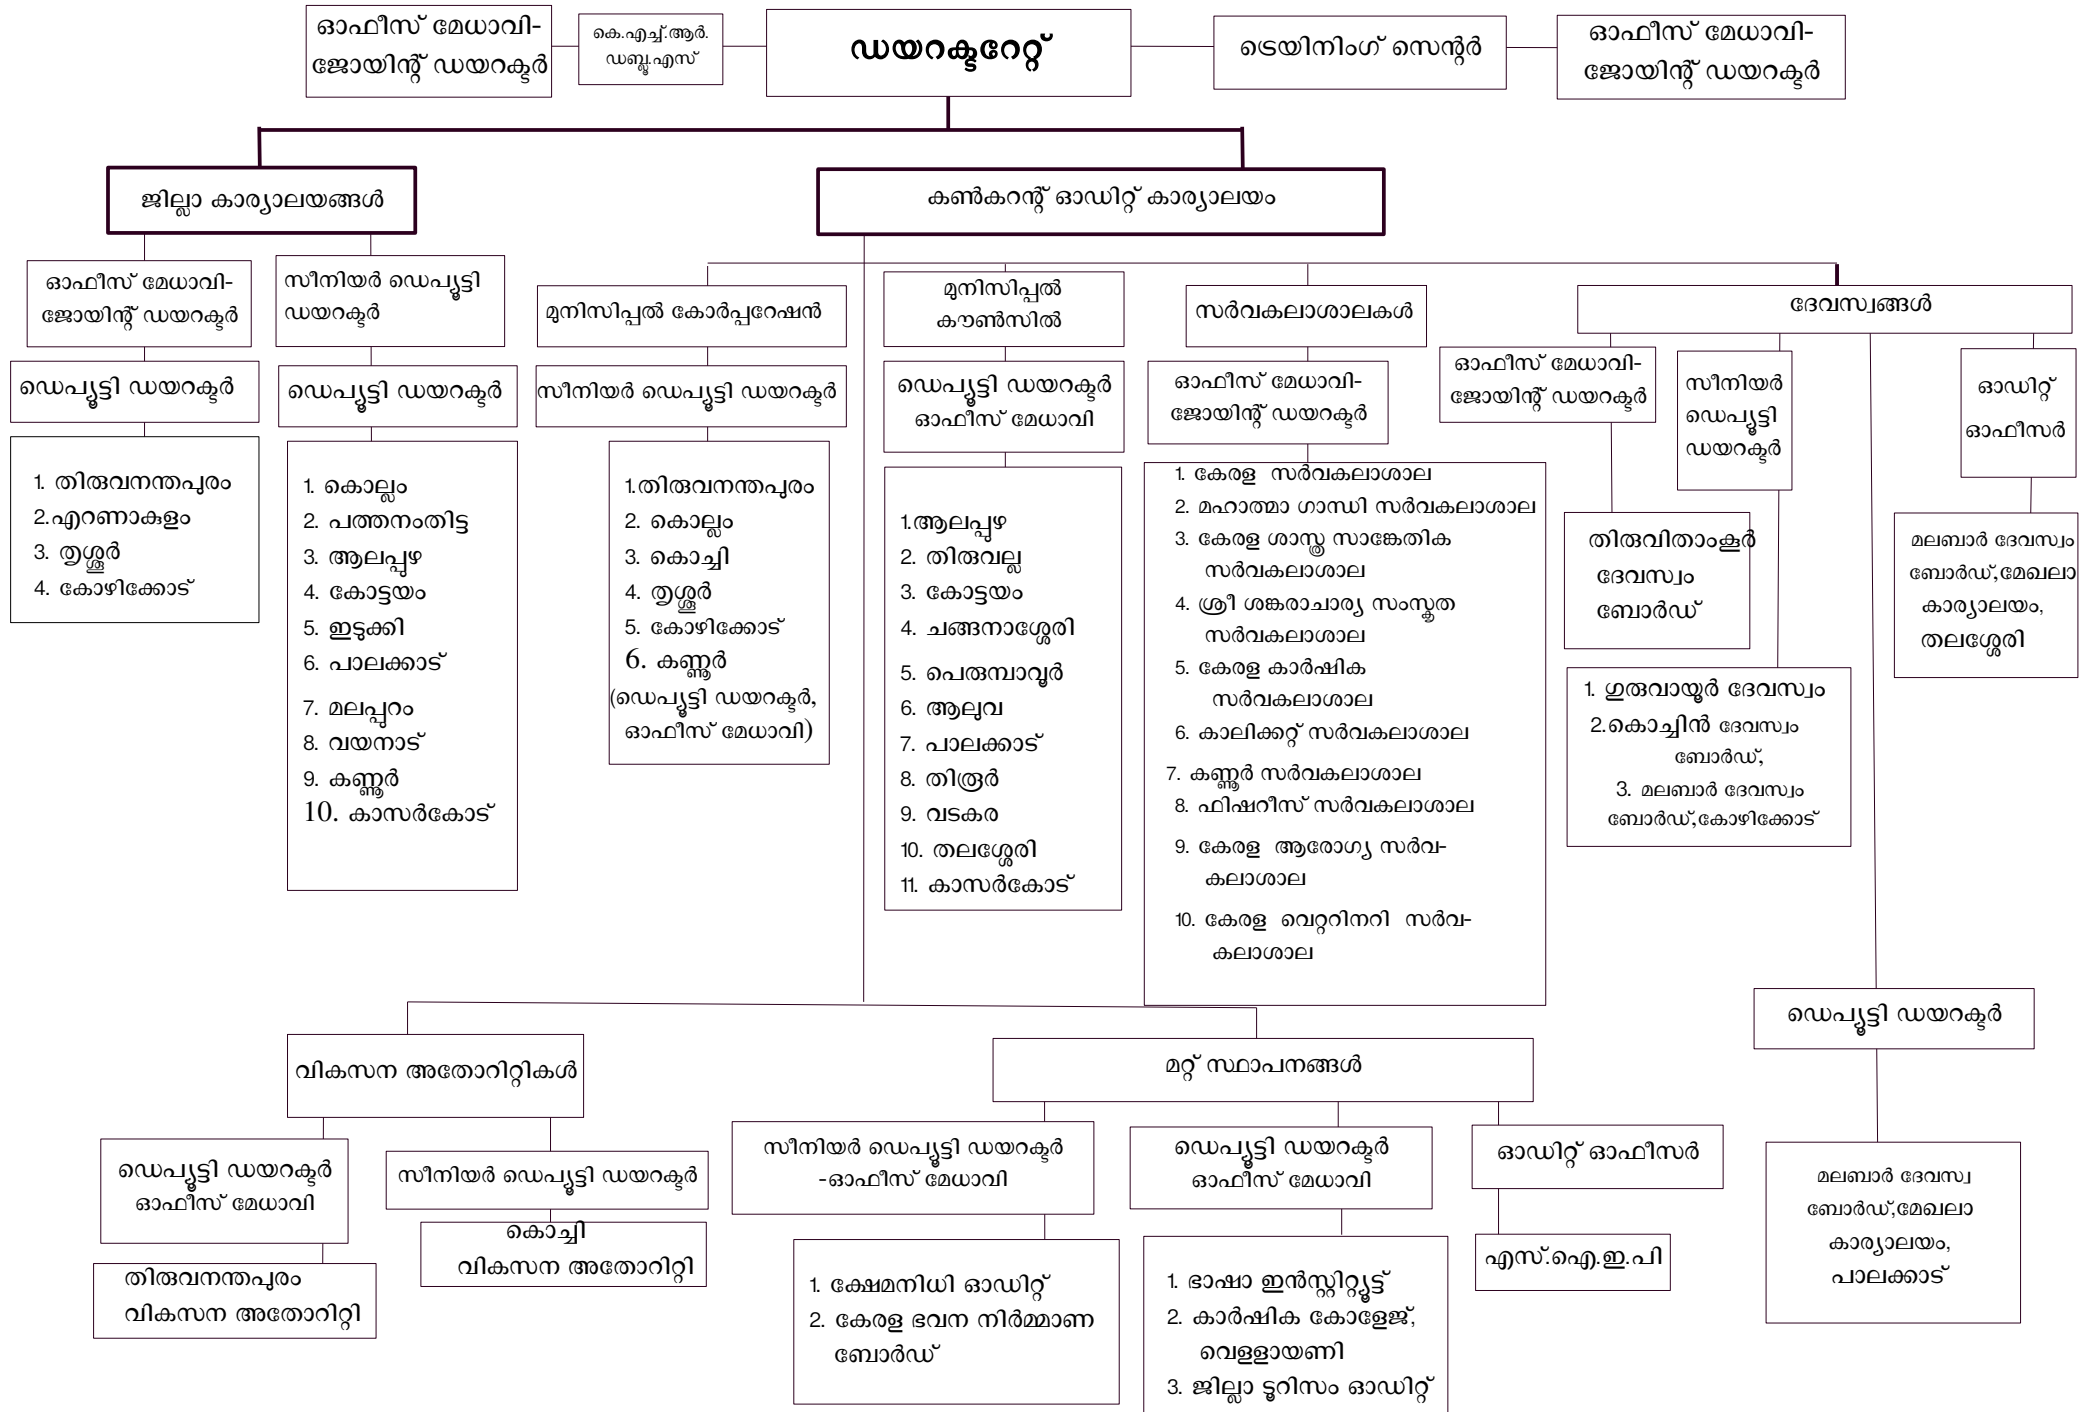 ഓഫീസ് മേധാവി-
ജോയിന്റ് ഡയറക്ടർ
കെ.എച്ച്.ആർ.
ഡബ്ല്യൂ.എസ്
ഡയറക്ടറേറ്റ്
ട്രെയിനിംഗ് സെന്റർ
ഓഫീസ് മേധാവി-
ജോയിന്റ് ഡയറക്ടർ
ജില്ലാ കാര്യാലയങ്ങൾ
കൺകറന്റ് ഓഡിറ്റ് കാര്യാലയം
ഓഫീസ് മേധാവി-
ജോയിന്റ് ഡയറക്ടർ
ഡെപ്യൂട്ടി ഡയറക്ടർ
1. തിരുവനന്തപുരം
2.എറണാകുളം
3. തൃശ്ശൂർ
4. കോഴിക്കോട്
സീനിയർ ഡെപ്യൂട്ടി
ഡയറക്ടർ
ഡെപ്യൂട്ടി ഡയറക്ടർ
1. കൊല്ലം
2. പത്തനംതിട്ട
3. ആലപ്പുഴ
4. കോട്ടയം
5. ഇടുക്കി
6. പാലക്കാട്
7. മലപ്പുറം
8. വയനാട്
9. കണ്ണൂർ
10. കാസർകോട്
മുനിസിപ്പൽ കോർപ്പറേഷൻ
സീനിയർ ഡെപ്യൂട്ടി ഡയറക്ടർ
1.തിരുവനന്തപുരം
2. കൊല്ലം
3. കൊച്ചി
4. തൃശ്ശൂർ
5. കോഴിക്കോട്
6. കണ്ണൂർ
(ഡെപ്യൂട്ടി ഡയറക്ടർ,
ഓഫീസ് മേധാവി)
മുനിസിപ്പൽ
കൗൺസിൽ
ഡെപ്യൂട്ടി ഡയറക്ടർ
ഓഫീസ് മേധാവി
1.ആലപ്പുഴ
2. തിരുവല്ല
3. കോട്ടയം
4. ചങ്ങനാശ്ശേരി
5. പെരുമ്പാവൂർ
6. ആലുവ
7. പാലക്കാട്
8. തിരൂർ
9. വടകര
10. തലശ്ശേരി
11. കാസർകോട്
സർവകലാശാലകൾ
ഓഫീസ് മേധാവി-
ജോയിന്റ് ഡയറക്ടർ
1. കേരള സർവകലാശാല
2. മഹാത്മാ ഗാന്ധി സർവകലാശാല
3. കേരള ശാസ്ത്ര സാങ്കേതിക
സർവകലാശാല
4. ശ്രീ ശങ്കരാചാര്യ സംസ്കൃത
സർവകലാശാല
5. കേരള കാർഷിക
സർവകലാശാല
6. കാലിക്കറ്റ് സർവകലാശാല
7. കണ്ണൂർ സർവകലാശാല
8. ഫിഷറീസ് സർവകലാശാല
9. കേരള ആരോഗ്യ സർവ-
കലാശാല
10. കേരള വെറ്ററിനറി സർവ-
കലാശാല
ദേവസ്വങ്ങൾ
ഓഫീസ് മേധാവി-
ജോയിന്റ് ഡയറക്ടർ
തിരുവിതാംകൂർ
ദേവസ്വം
ബോർഡ്
സീനിയർ
ഡെപ്യൂട്ടി
ഡയറക്ടർ
1. ഗുരുവായൂർ ദേവസ്വം
2.കൊച്ചിൻ ദേവസ്വം
ബോർഡ്,
3. മലബാർ ദേവസ്വം
ബോർഡ്,കോഴിക്കോട്
ഓഡിറ്റ്
ഓഫീസർ
മലബാർ ദേവസ്വം
ബോർഡ്,മേഖലാ
കാര്യാലയം,
തലശ്ശേരി
ഡെപ്യൂട്ടി ഡയറക്ടർ
മലബാർ ദേവസ്വ
ബോർഡ്,മേഖലാ
കാര്യാലയം,
പാലക്കാട്
വികസന അതോറിറ്റികൾ
ഡെപ്യൂട്ടി ഡയറക്ടർ
ഓഫീസ് മേധാവി
തിരുവനന്തപുരം
വികസന അതോറിറ്റി
സീനിയർ ഡെപ്യൂട്ടി ഡയറക്ടർ
കൊച്ചി
വികസന അതോറിറ്റി
മറ്റ് സ്ഥാപനങ്ങൾ
സീനിയർ ഡെപ്യൂട്ടി ഡയറക്ടർ
-ഓഫീസ് മേധാവി
1. ക്ഷേമനിധി ഓഡിറ്റ്
2. കേരള ഭവന നിർമ്മാണ
ബോർഡ്
ഡെപ്യൂട്ടി ഡയറക്ടർ
ഓഫീസ് മേധാവി
1. ഭാഷാ ഇൻസ്റ്റിറ്റ്യൂട്ട്
2. കാർഷിക കോളേജ്,
വെളളായണി
3. ജില്ലാ ടൂറിസം ഓഡിറ്റ്
ഓഡിറ്റ് ഓഫീസർ
എസ്.ഐ.ഇ.പി